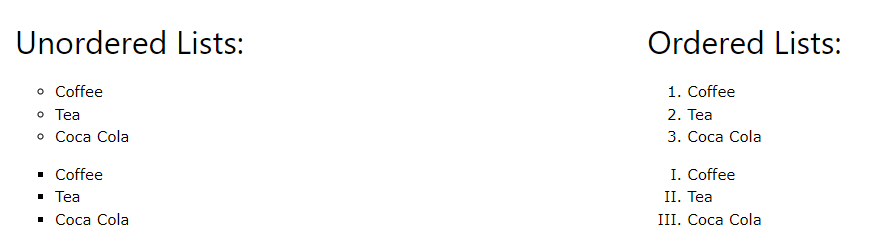 Unordered Lists:
○ Coffee
○ Tea
○ Coca Cola
▪ Coffee
▪ Tea
▪ Coca Cola
Ordered Lists:
1. Coffee
2. Tea
3. Coca Cola
I. Coffee
II. Tea
III. Coca Cola